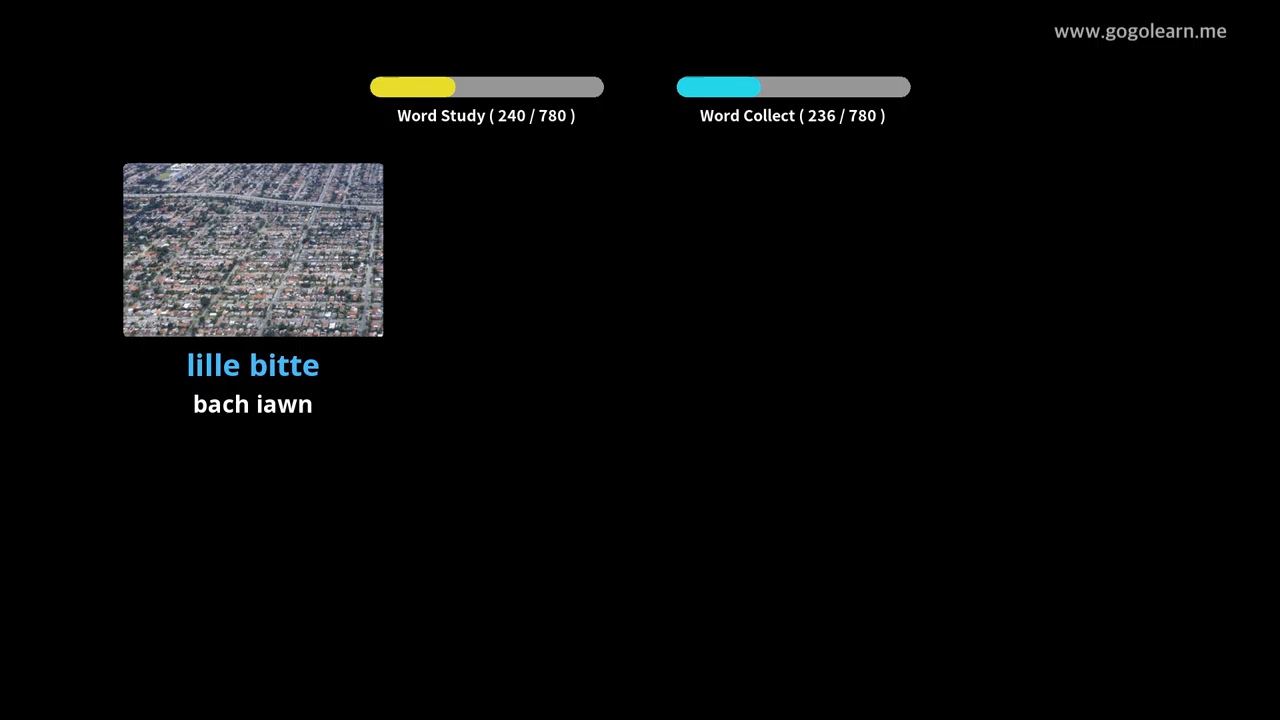 www.gogolearn.me
Word Study ( 240 / 780 )
Word Collect ( 236 / 780 )
lille bitte
bach iawn